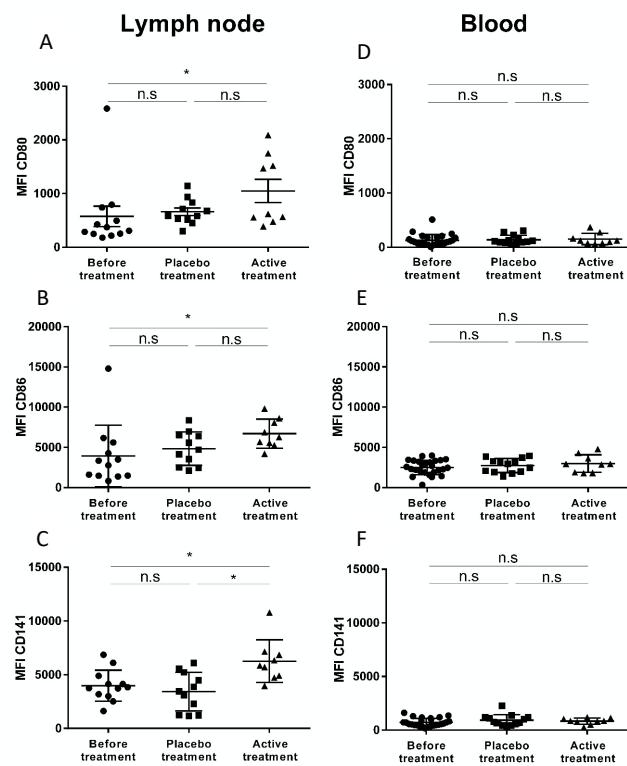 Lymph node
Blood
A
*
n.s
n.s
MFI CD80
3000
2000
1000
0
Before treatment
Placebo treatment
Active treatment
D
n.s
n.s
n.s
MFI CD80
3000
2000
1000
0
Before treatment
Placebo treatment
Active treatment
B
*
n.s
n.s
MFI CD86
20000
15000
10000
5000
0
Before treatment
Placebo treatment
Active treatment
E
n.s
n.s
n.s
MFI CD86
20000
15000
10000
5000
0
Before treatment
Placebo treatment
Active treatment
C
*
n.s
*
MFI CD141
15000
10000
5000
0
Before treatment
Placebo treatment
Active treatment
F
n.s
n.s
n.s
MFI CD141
15000
10000
5000
0
Before treatment
Placebo treatment
Active treatment